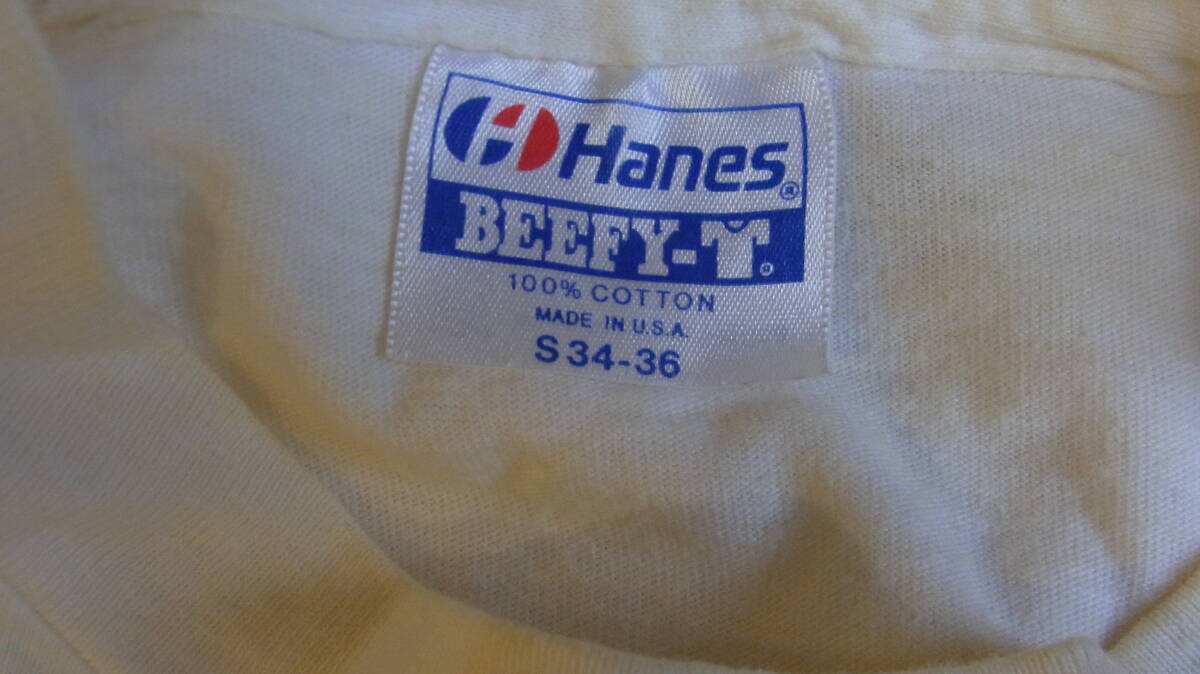 Hanes®
BEEFY-T®
100% COTTON
MADE IN U.S.A.
S 34-36